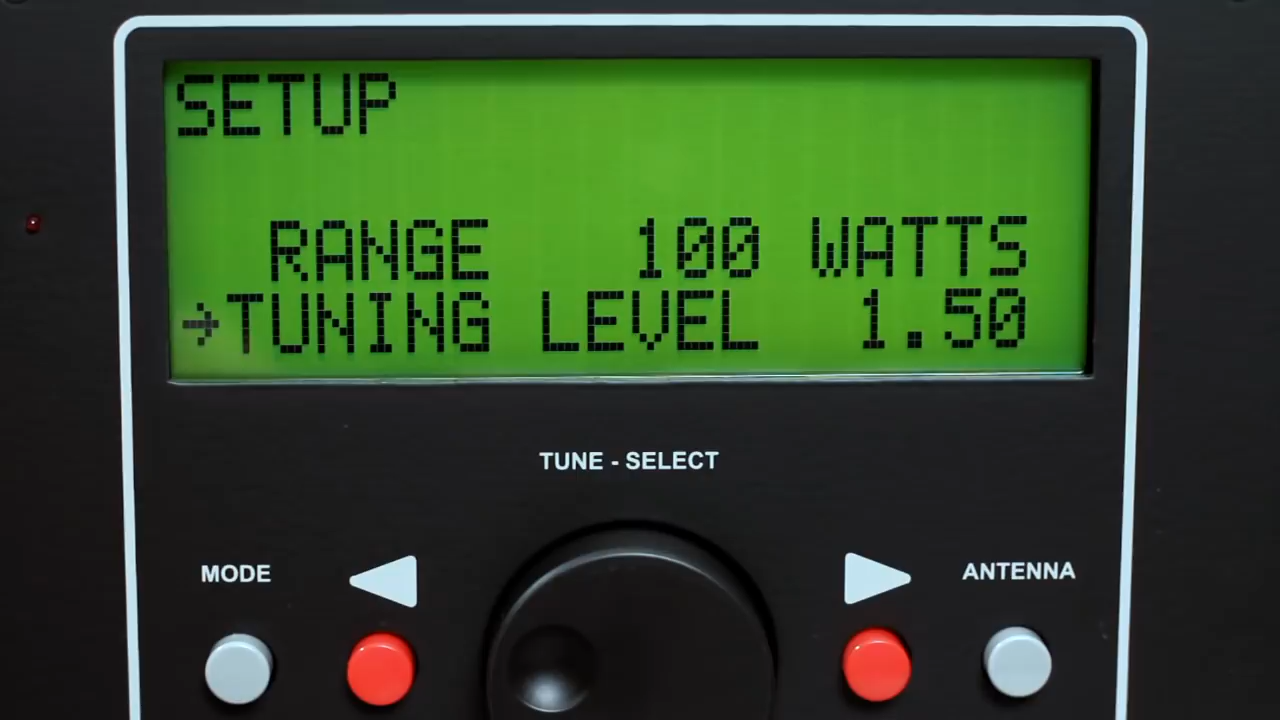 SETUP
RANGE 100 WATTS
→TUNING LEVEL 1.50
TUNE - SELECT
MODE
ANTENNA